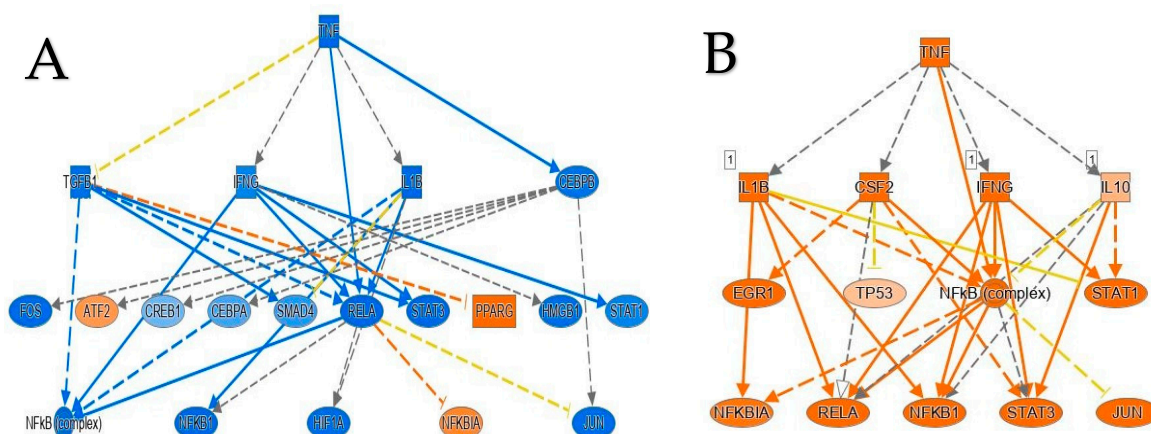 A
TNF
TGFB1
IFNG
IL1B
CEBPB
FOS
ATF2
CREB1
CEBPA
SMAD4
RELA
STAT3
PPARG
HMGB1
STAT1
NFkB (complex)
NFKB1
HIF1A
NFKBIA
JUN
B
TNF
1
1
1
IL1B
CSF2
IFNG
IL10
EGR1
TP53
NFkB (complex)
STAT1
NFKBIA
RELA
NFKB1
STAT3
JUN